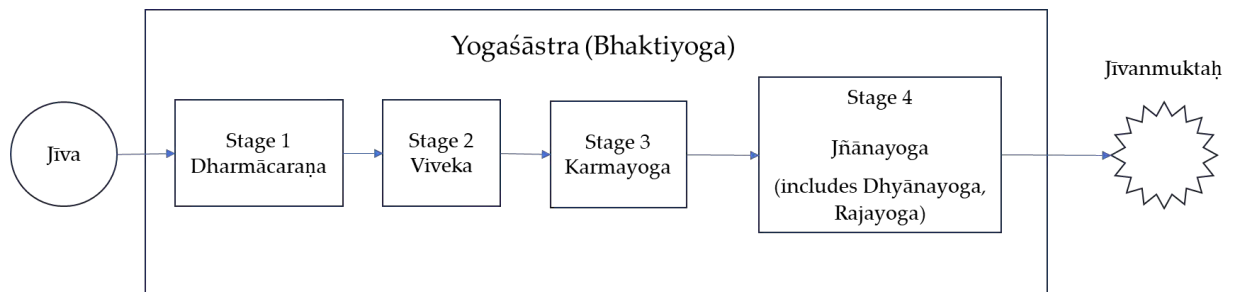 Yogaśāstra (Bhaktiyoga)
Jīvanmuktaḥ
Jīva
Stage 1
Dharmācaraṇa
Stage 2
Viveka
Stage 3
Karmayoga
Stage 4
Jñānayoga
(includes Dhyānayoga,
Rajayoga)